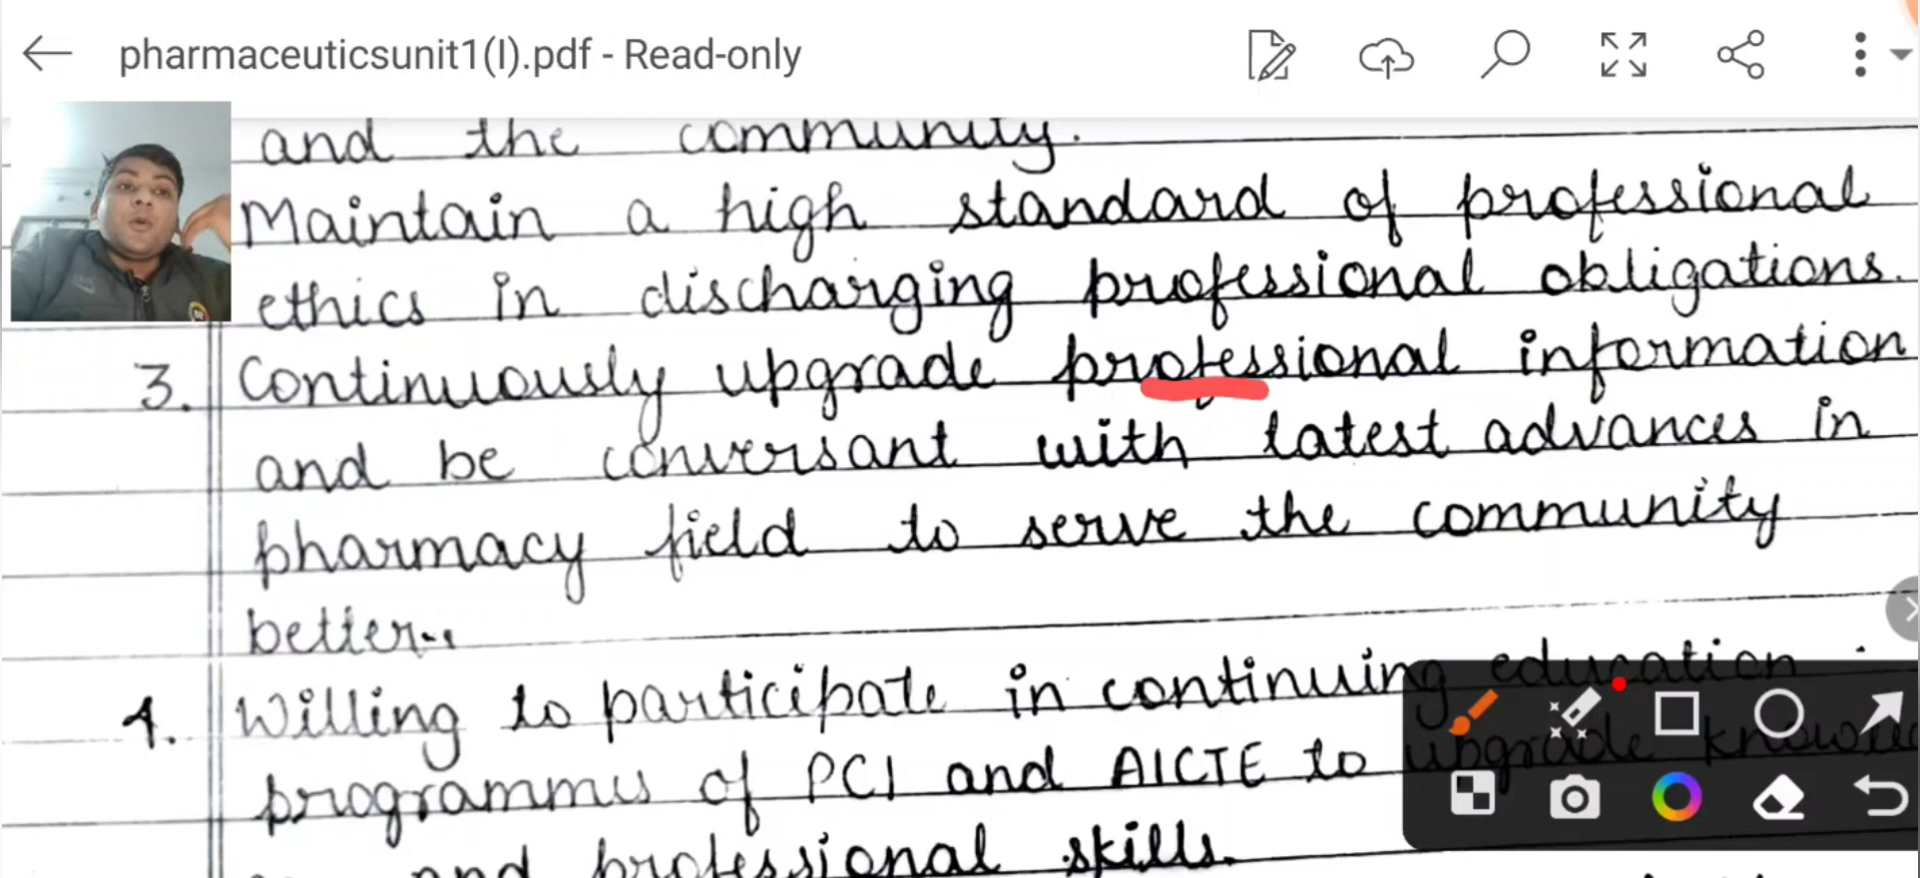 pharmaceuticsunit1(I).pdf - Read-only
and the community.
Maintain a high standard of professional
ethics in discharging professional obligations.
3. Continuously upgrade professional information
and be conversant with latest advances in
pharmacy field to serve the community
better.
4. Willing to participate in continuing education
programmes of PCI and AICTE to upgrade
and professional skills.